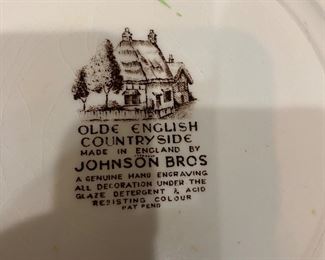 OLDE ENGLISH
COUNTRYSIDE
MADE IN ENGLAND BY
JOHNSON BROS
A GENUINE HAND ENGRAVING
ALL DECORATION UNDER THE
GLAZE DETERGENT & ACID
RESISTING COLOUR
PAT PEND